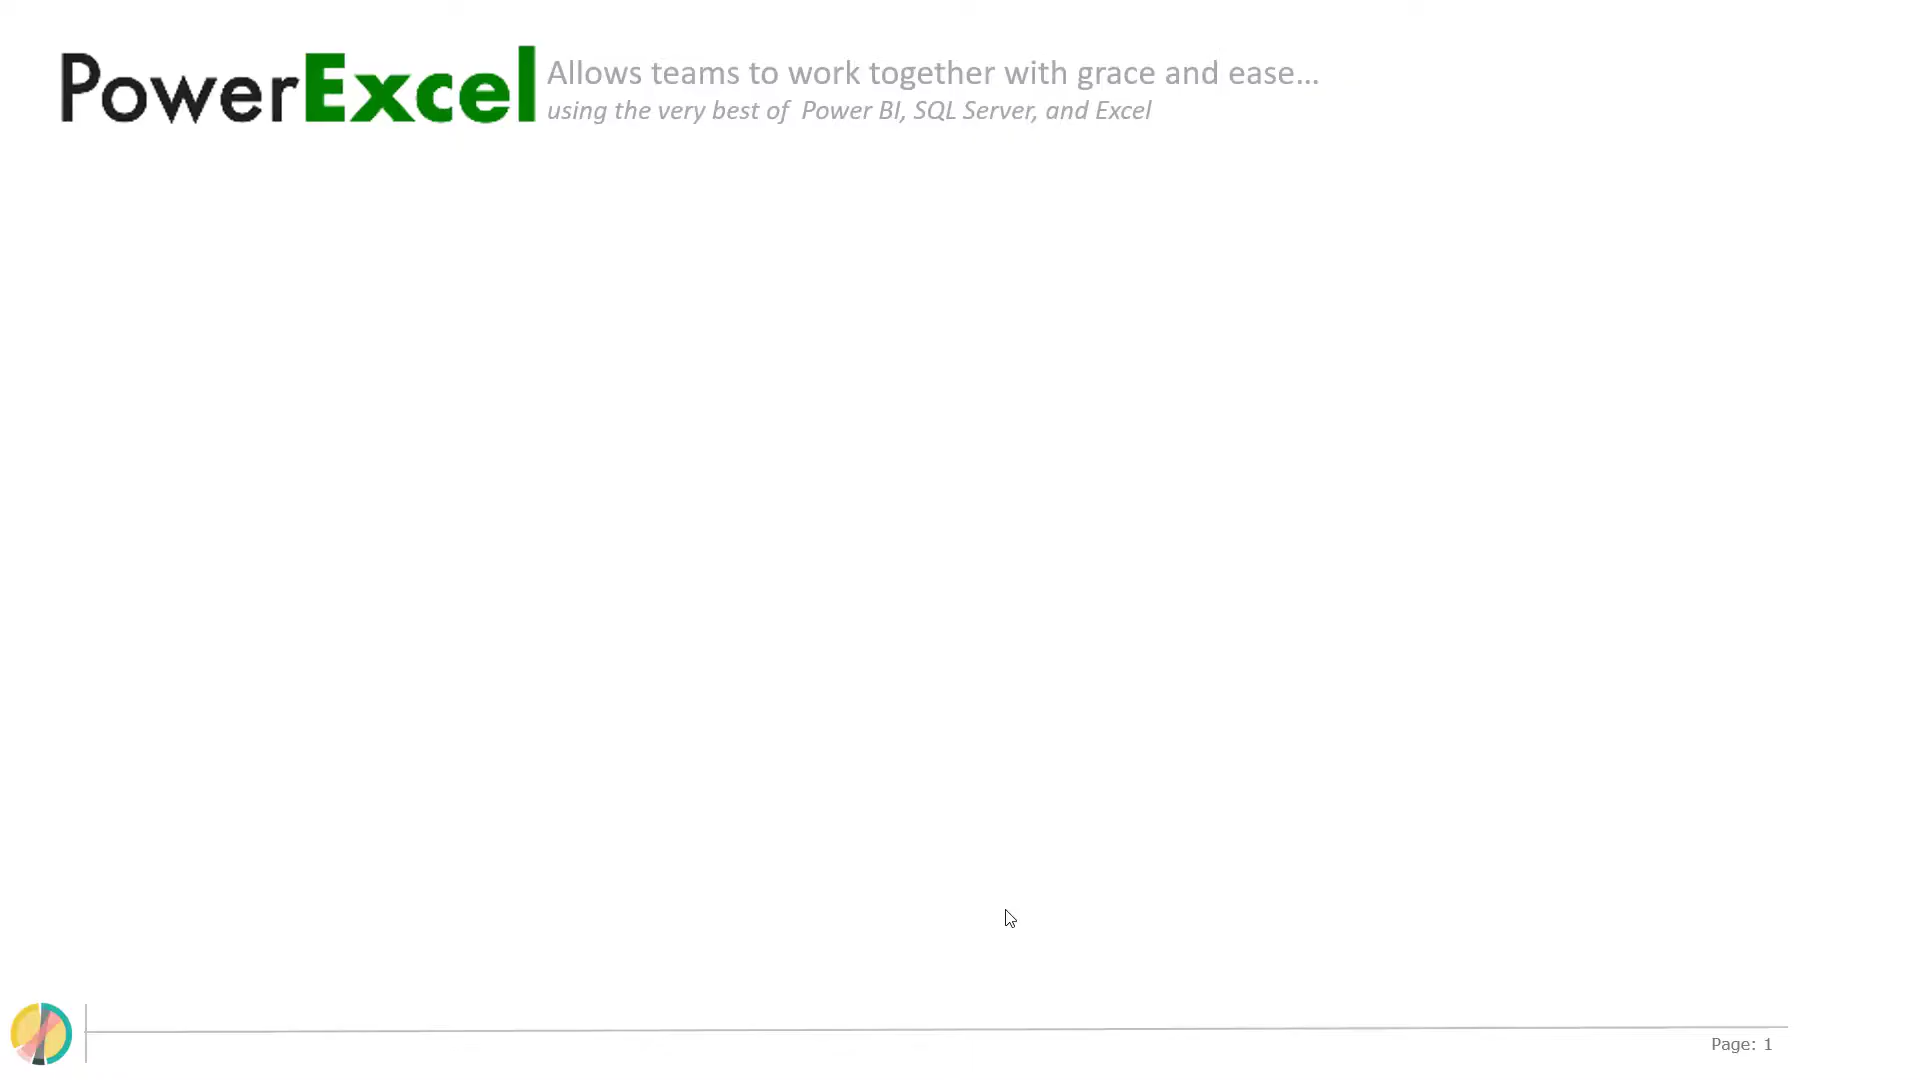 PowerExcel
Allows teams to work together with grace and ease...
using the very best of Power BI, SQL Server, and Excel
Page: 1